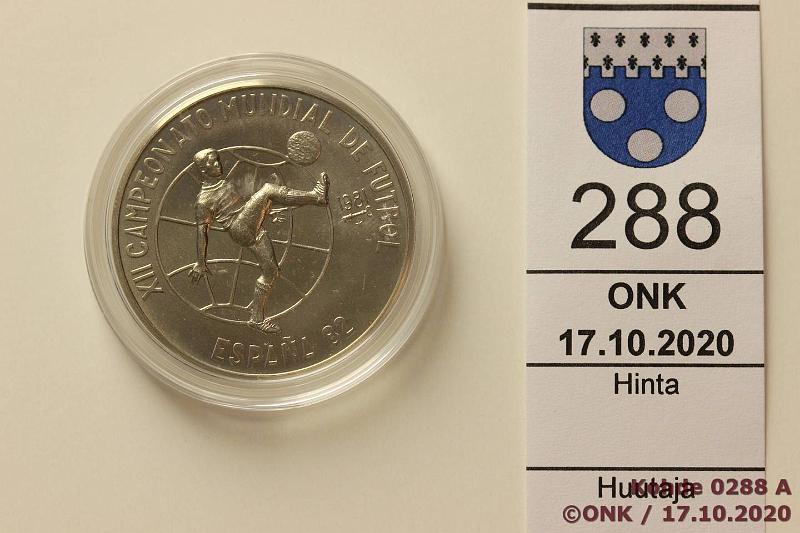 XII CAMPEONATO MUNDIAL DE FUTBOL
1981
ESPAÑA 82
288
ONK
17.10.2020
Hinta
Huutaja
Kohde 0288 A
©ONK / 17.10.2020